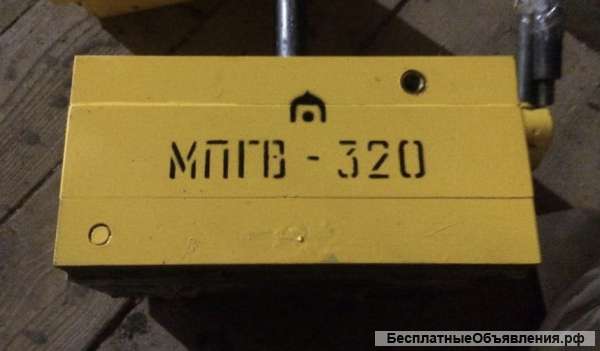 МПГВ - 320
БесплатныеОбъявления.рф